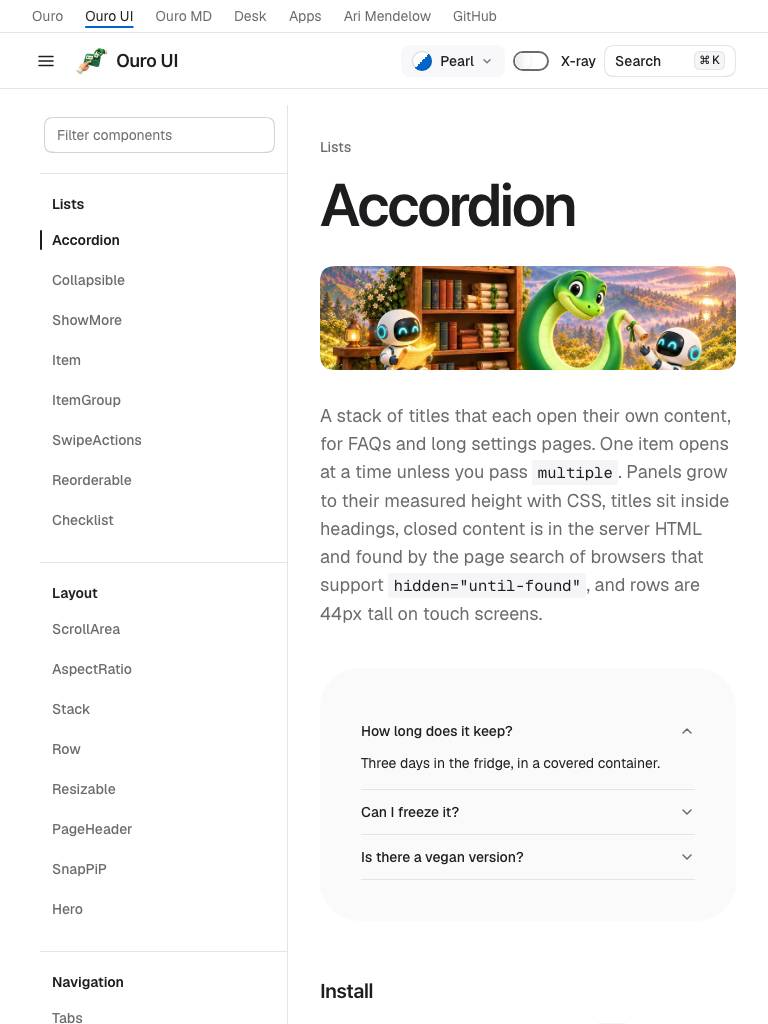 Ouro Ouro UI Ouro MD Desk Apps Ari Mendelow GitHub
Ouro UI
Pearl
X-ray
Search ⌘ K
Filter components
Lists
Accordion
Collapsible
ShowMore
Item
ItemGroup
SwipeActions
Reorderable
Checklist
Layout
ScrollArea
AspectRatio
Stack
Row
Resizable
PageHeader
SnapPiP
Hero
Navigation
Tabs
Lists
Accordion
A stack of titles that each open their own content,
for FAQs and long settings pages. One item opens
at a time unless you pass multiple. Panels grow
to their measured height with CSS, titles sit inside
headings, closed content is in the server HTML
and found by the page search of browsers that
support hidden="until-found", and rows are
44px tall on touch screens.
How long does it keep?
Three days in the fridge, in a covered container.
Can I freeze it?
Is there a vegan version?
Install